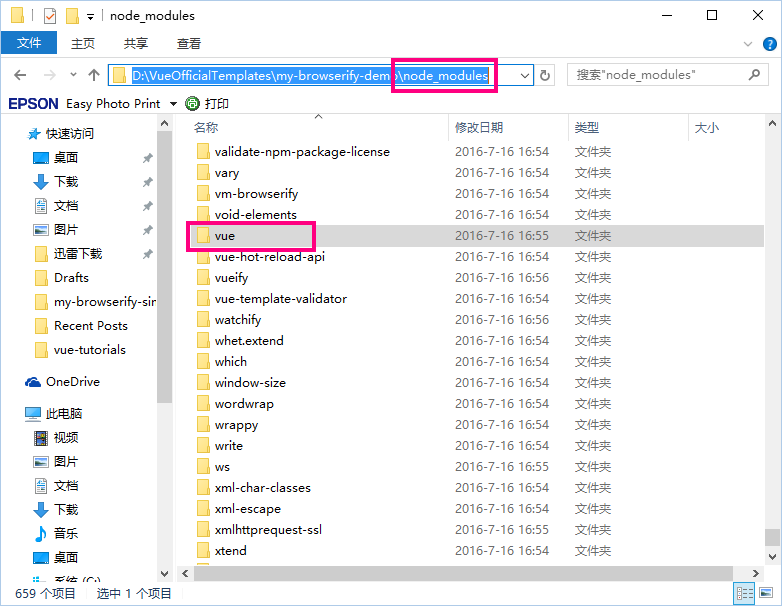 node_modules
文件 主页 共享 查看
D:\VueOfficialTemplates\my-browserify-demo\node_modules 搜索"node_modules"
EPSON Easy Photo Print 打印
快速访问
桌面
下载
文档
图片
迅雷下载
Drafts
my-browserify-sir
Recent Posts
vue-tutorials
OneDrive
此电脑
视频
图片
文档
下载
音乐
桌面
系统 (C:)
名称 修改日期 类型 大小
validate-npm-package-license 2016-7-16 16:54 文件夹
vary 2016-7-16 16:54 文件夹
vm-browserify 2016-7-16 16:54 文件夹
void-elements 2016-7-16 16:54 文件夹
vue 2016-7-16 16:55 文件夹
vue-hot-reload-api 2016-7-16 16:54 文件夹
vueify 2016-7-16 16:56 文件夹
vue-template-validator 2016-7-16 16:54 文件夹
watchify 2016-7-16 16:56 文件夹
whet.extend 2016-7-16 16:54 文件夹
which 2016-7-16 16:54 文件夹
window-size 2016-7-16 16:54 文件夹
wordwrap 2016-7-16 16:54 文件夹
wrappy 2016-7-16 16:54 文件夹
write 2016-7-16 16:54 文件夹
ws 2016-7-16 16:55 文件夹
xml-char-classes 2016-7-16 16:54 文件夹
xml-escape 2016-7-16 16:54 文件夹
xmlhttprequest-ssl 2016-7-16 16:55 文件夹
xtend 2016-7-16 16:54 文件夹
659 个项目 选中 1 个项目